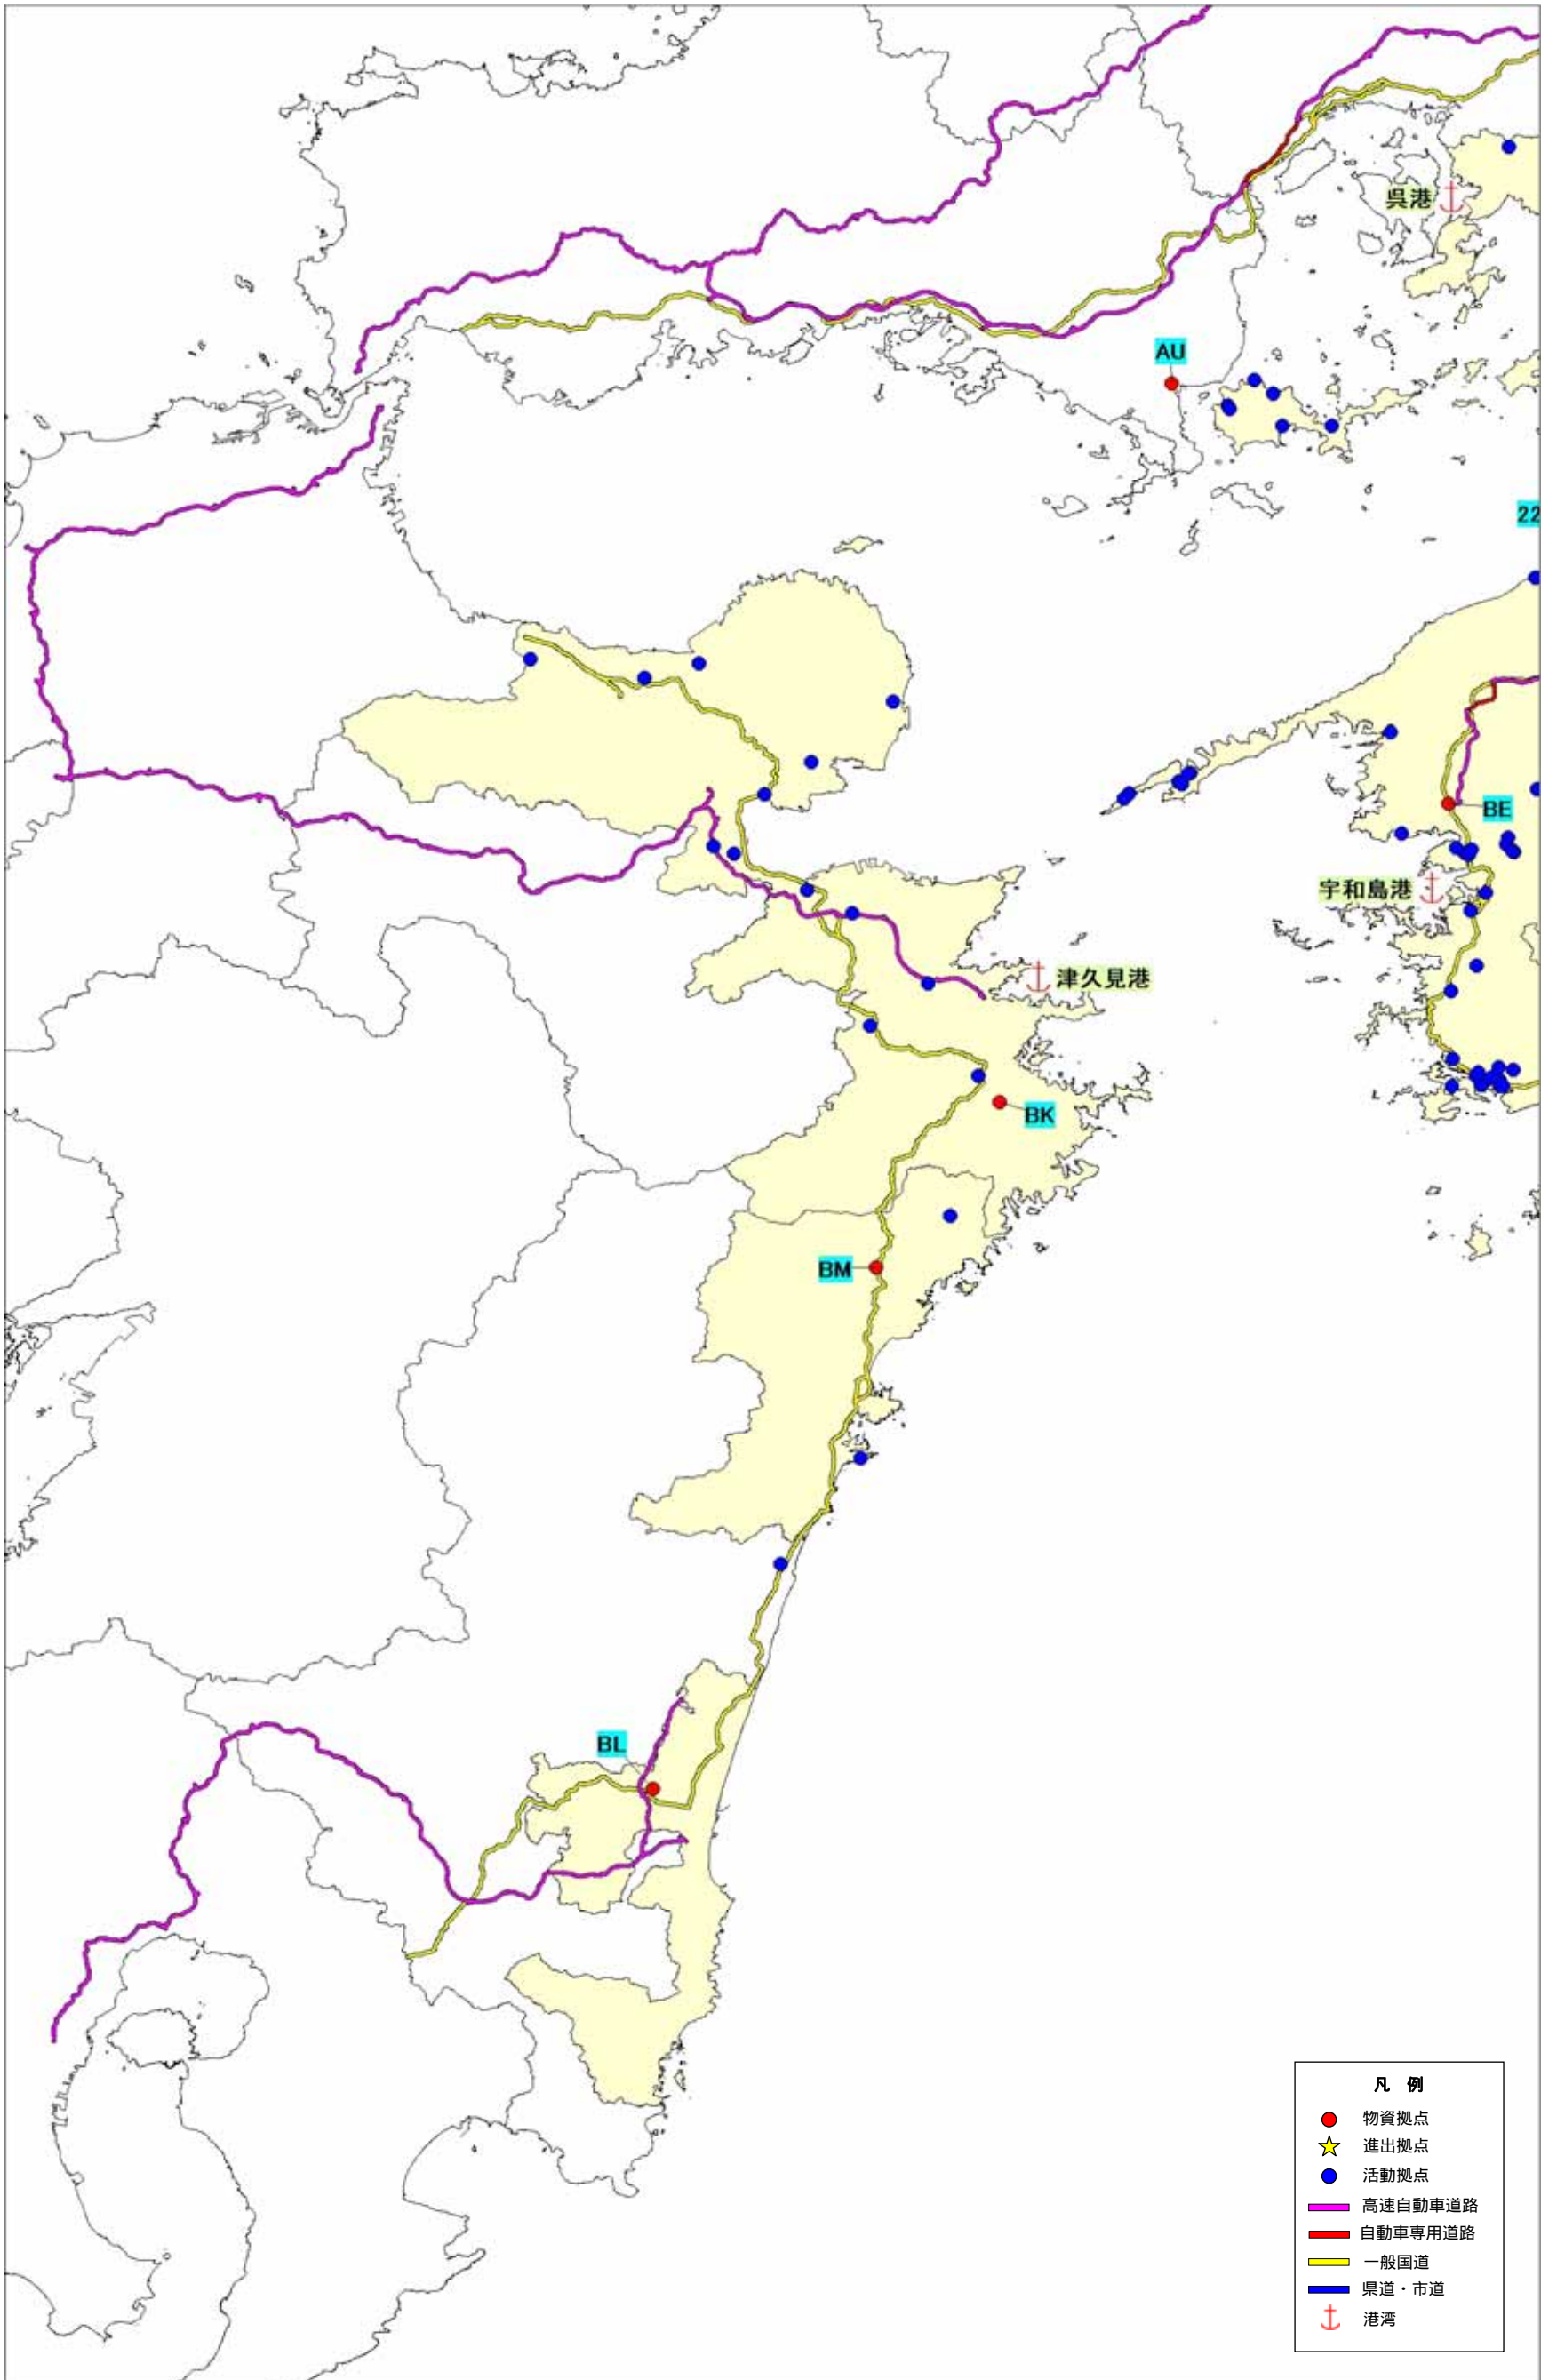 呉港
AU
22
BE
宇和島港
津久見港
BK
BM
BL
凡 例
物資拠点
進出拠点
活動拠点
高速自動車道路
自動車専用道路
一般国道
県道・市道
港湾